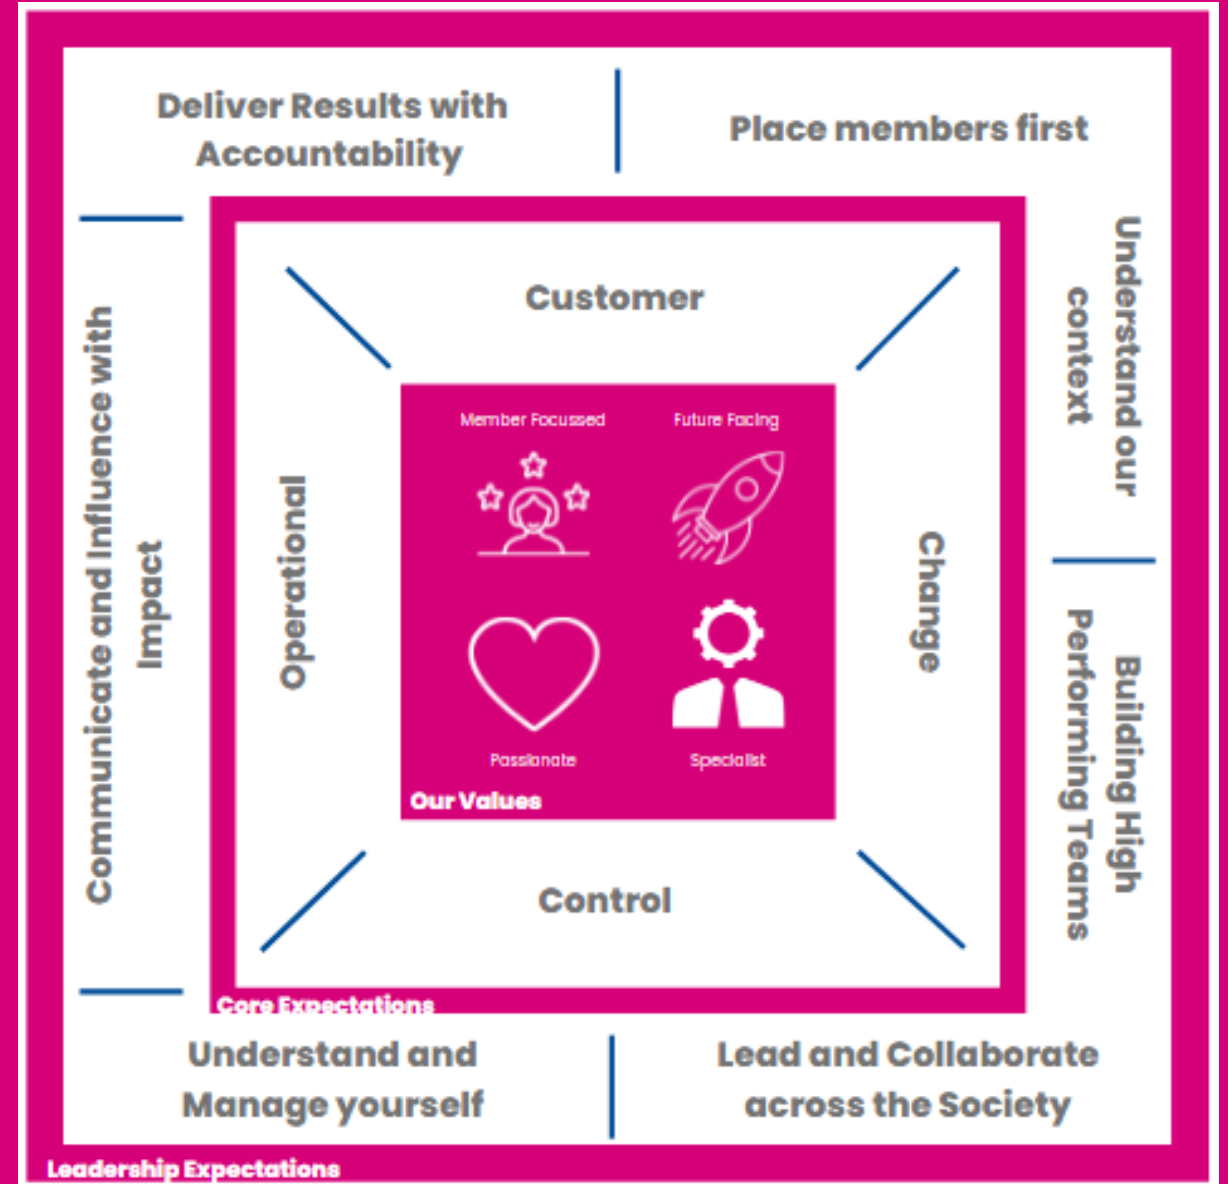 Deliver Results with
Accountability
Place members first
Understand our
context
Building High
Performing Teams
Lead and Collaborate
across the Society
Understand and
Manage yourself
Communicate and Influence with
Impact
Customer
Change
Control
Operational
Member Focussed
Future Facing
Passionate
Specialist
Our Values
Core Expectations
Leadership Expectations